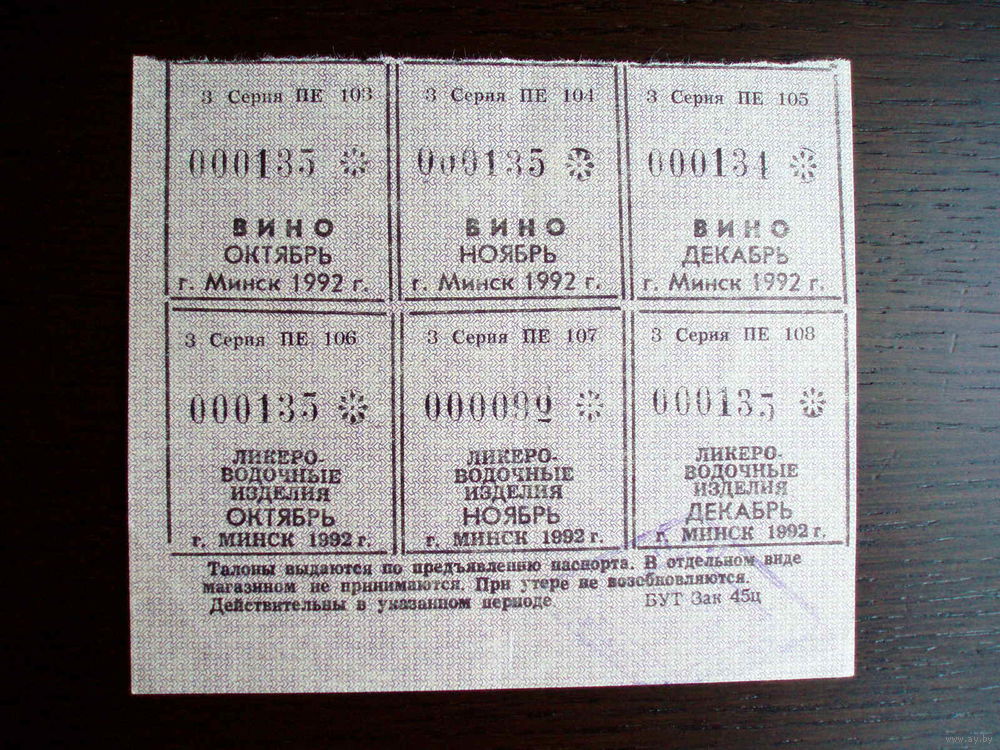 3 Серия ПЕ 103
000135
ВИНО
ОКТЯБРЬ
г. Минск 1992 г.
3 Серия ПЕ 104
000135
ВИНО
НОЯБРЬ
г. Минск 1992 г.
3 Серия ПЕ 105
000134
ВИНО
ДЕКАБРЬ
г. Минск 1992 г.
3 Серия ПЕ 106
000135
ЛИКЕРО-
ВОДОЧНЫЕ
ИЗДЕЛИЯ
ОКТЯБРЬ
г. МИНСК 1992 г.
3 Серия ПЕ 107
000092
ЛИКЕРО-
ВОДОЧНЫЕ
ИЗДЕЛИЯ
НОЯБРЬ
г. МИНСК 1992 г.
3 Серия ПЕ 108
000135
ЛИКЕРО-
ВОДОЧНЫЕ
ИЗДЕЛИЯ
ДЕКАБРЬ
г. МИНСК 1992 г.
Талоны выдаются по предъявлению паспорта. В отдельном виде
магазином не принимаются. При утере не возобновляются.
Действительны в указанном периоде БУТ Зак 45ц
www.ay.by